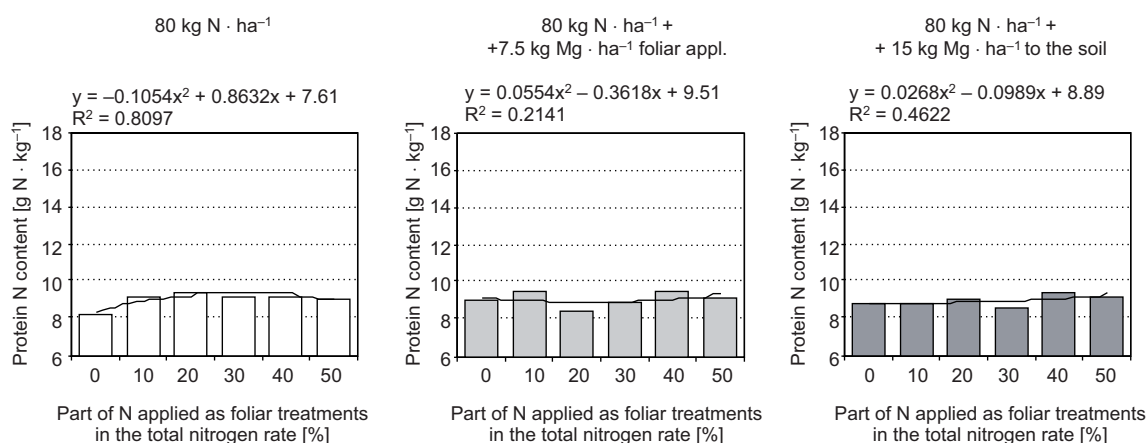 80 kg N · ha⁻¹
y = –0.1054x² + 0.8632x + 7.61
R² = 0.8097
Protein N content [g N · kg⁻¹]
18
16
14
12
10
8
6
0 10 20 30 40 50
Part of N applied as foliar treatments
in the total nitrogen rate [%]
80 kg N · ha⁻¹ +
+7.5 kg Mg · ha⁻¹ foliar appl.
y = 0.0554x² – 0.3618x + 9.51
R² = 0.2141
Protein N content [g N · kg⁻¹]
18
16
14
12
10
8
6
0 10 20 30 40 50
Part of N applied as foliar treatments
in the total nitrogen rate [%]
80 kg N · ha⁻¹ +
+ 15 kg Mg · ha⁻¹ to the soil
y = 0.0268x² – 0.0989x + 8.89
R² = 0.4622
Protein N content [g N · kg⁻¹]
18
16
14
12
10
8
6
0 10 20 30 40 50
Part of N applied as foliar treatments
in the total nitrogen rate [%]